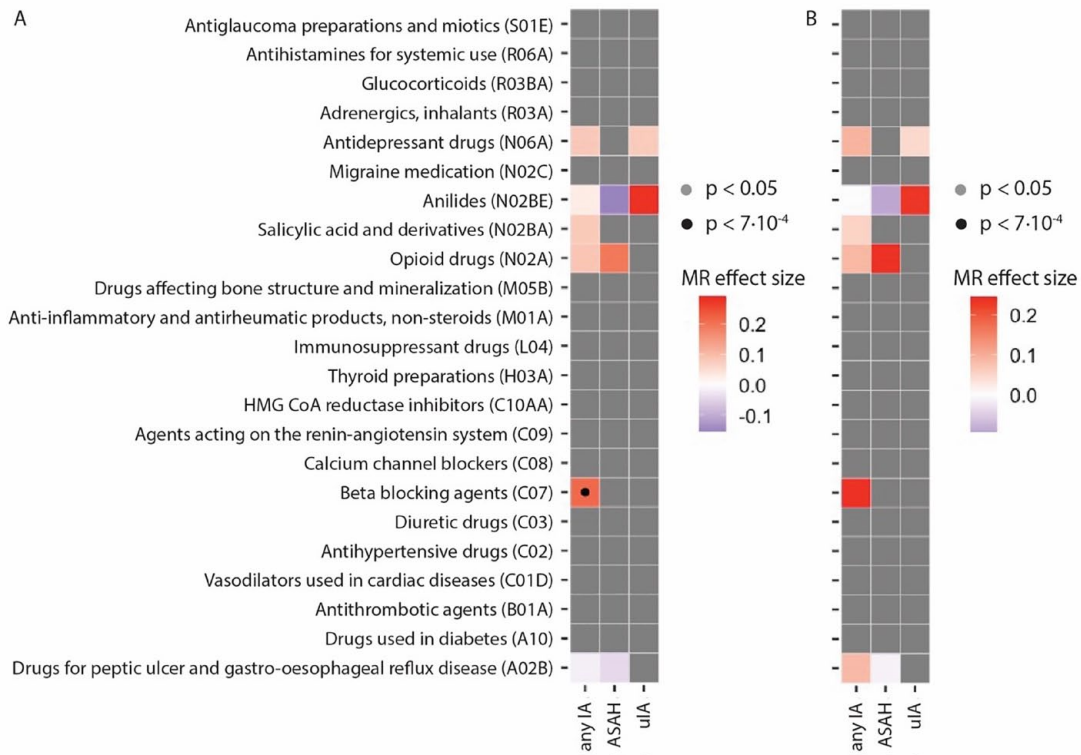 A
B
Antiglaucoma preparations and miotics (S01E)
Antihistamines for systemic use (R06A)
Glucocorticoids (R03BA)
Adrenergics, inhalants (R03A)
Antidepressant drugs (N06A)
Migraine medication (N02C)
Anilides (N02BE)
Salicylic acid and derivatives (N02BA)
Opioid drugs (N02A)
Drugs affecting bone structure and mineralization (M05B)
Anti-inflammatory and antirheumatic products, non-steroids (M01A)
Immunosuppressant drugs (L04)
Thyroid preparations (H03A)
HMG CoA reductase inhibitors (C10AA)
Agents acting on the renin-angiotensin system (C09)
Calcium channel blockers (C08)
Beta blocking agents (C07)
Diuretic drugs (C03)
Antihypertensive drugs (C02)
Vasodilators used in cardiac diseases (C01D)
Antithrombotic agents (B01A)
Drugs used in diabetes (A10)
Drugs for peptic ulcer and gastro-oesophageal reflux disease (A02B)
any IA
ASAH
uIA
p < 0.05
p < 7·10⁻⁴
MR effect size
0.2
0.1
0.0
-0.1
any IA
ASAH
uIA
p < 0.05
p < 7·10⁻⁴
MR effect size
0.2
0.1
0.0